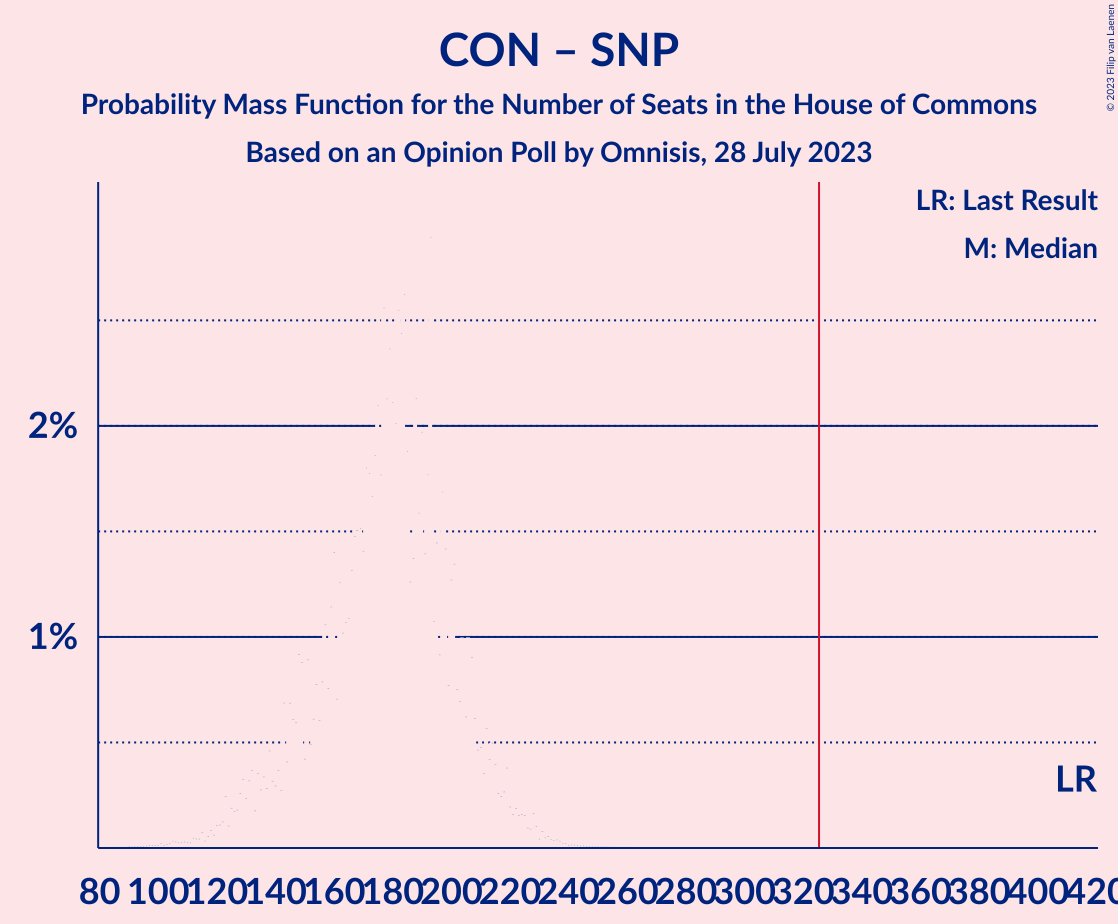 CON – SNP
Probability Mass Function for the Number of Seats in the House of Commons
Based on an Opinion Poll by Omnisis, 28 July 2023
© 2023 Filip van Laenen
LR: Last Result
M: Median
2%
1%
LR
80 100 120 140 160 180 200 220 240 260 280 300 320 340 360 380 400 420